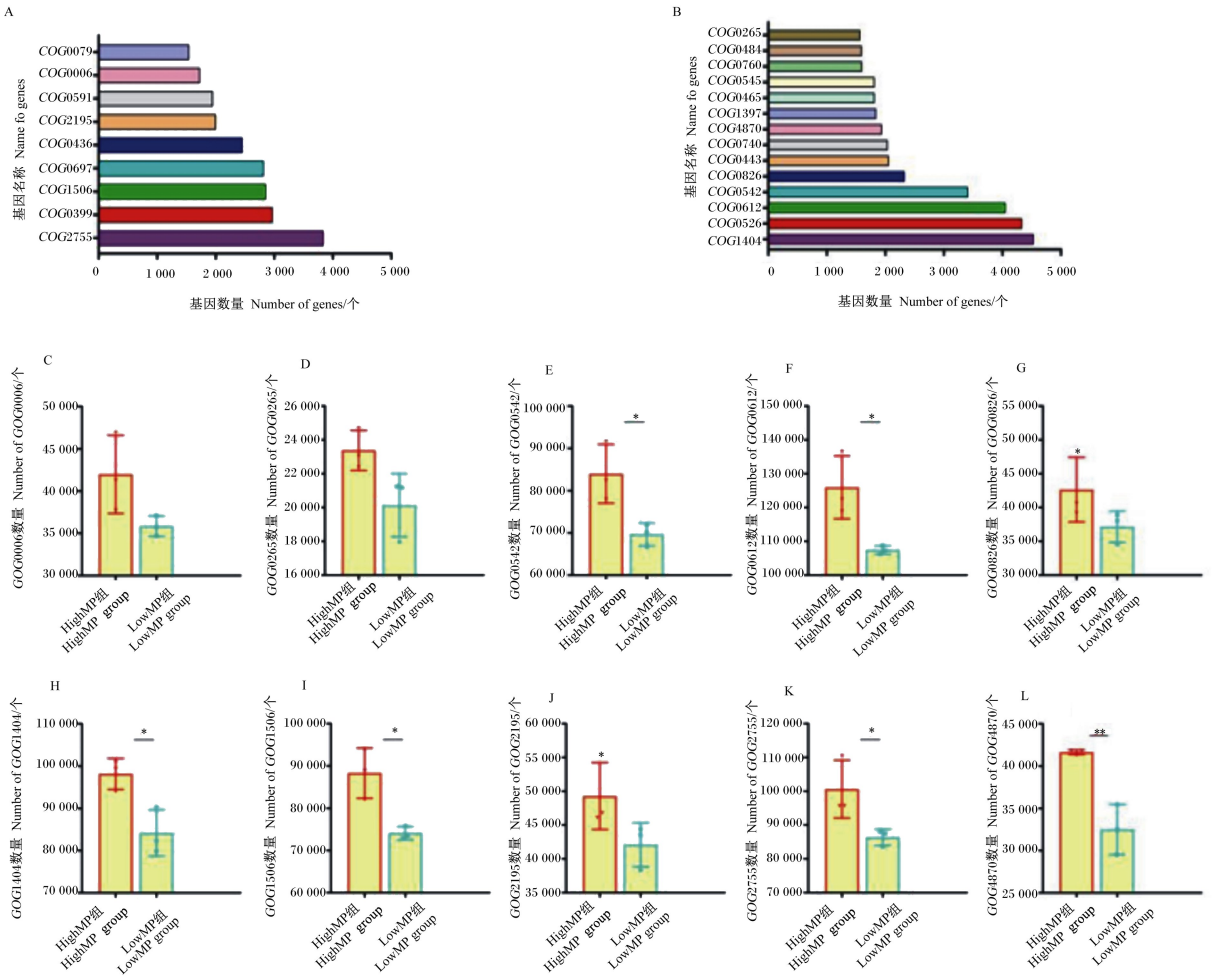 A
基因名称 Name fo genes
COG0079
COG0006
COG0591
COG2195
COG0436
COG0697
COG1506
COG0399
COG2755
0 1 000 2 000 3 000 4 000 5 000
基因数量 Number of genes/个
B
基因名称 Name fo genes
COG0265
COG0484
COG0760
COG0545
COG0465
COG1397
COG4870
COG0740
COG0443
COG0826
COG0542
COG0612
COG0526
COG1404
0 1 000 2 000 3 000 4 000 5 000
基因数量 Number of genes/个
C
GOG0006数量 Number of GOG0006/个
50 000
45 000
40 000
35 000
30 000
HighMP组
HighMP group
LowMP组
LowMP group
D
GOG0265数量 Number of GOG0265/个
26 000
24 000
22 000
20 000
18 000
16 000
HighMP组
HighMP group
LowMP组
LowMP group
E
GOG0542数量 Number of GOG0542/个
100 000
90 000
80 000
70 000
60 000
*
HighMP组
HighMP group
LowMP组
LowMP group
F
GOG0612数量 Number of GOG0612/个
150 000
140 000
130 000
120 000
110 000
100 000
*
HighMP组
HighMP group
LowMP组
LowMP group
G
GOG0826数量 Number of GOG0826/个
55 000
50 000
45 000
40 000
35 000
30 000
*
HighMP组
HighMP group
LowMP组
LowMP group
H
GOG1404数量 Number of GOG1404/个
110 000
100 000
90 000
80 000
70 000
*
HighMP组
HighMP group
LowMP组
LowMP group
I
GOG1506数量 Number of GOG1506/个
100 000
90 000
80 000
70 000
60 000
*
HighMP组
HighMP group
LowMP组
LowMP group
J
GOG2195数量 Number of GOG2195/个
60 000
55 000
50 000
45 000
40 000
35 000
*
HighMP组
HighMP group
LowMP组
LowMP group
K
GOG2755数量 Number of GOG2755/个
120 000
110 000
100 000
90 000
80 000
70 000
*
HighMP组
HighMP group
LowMP组
LowMP group
L
GOG4870数量 Number of GOG4870/个
45 000
41 000
35 000
33 000
25 000
**
HighMP组
HighMP group
LowMP组
LowMP group